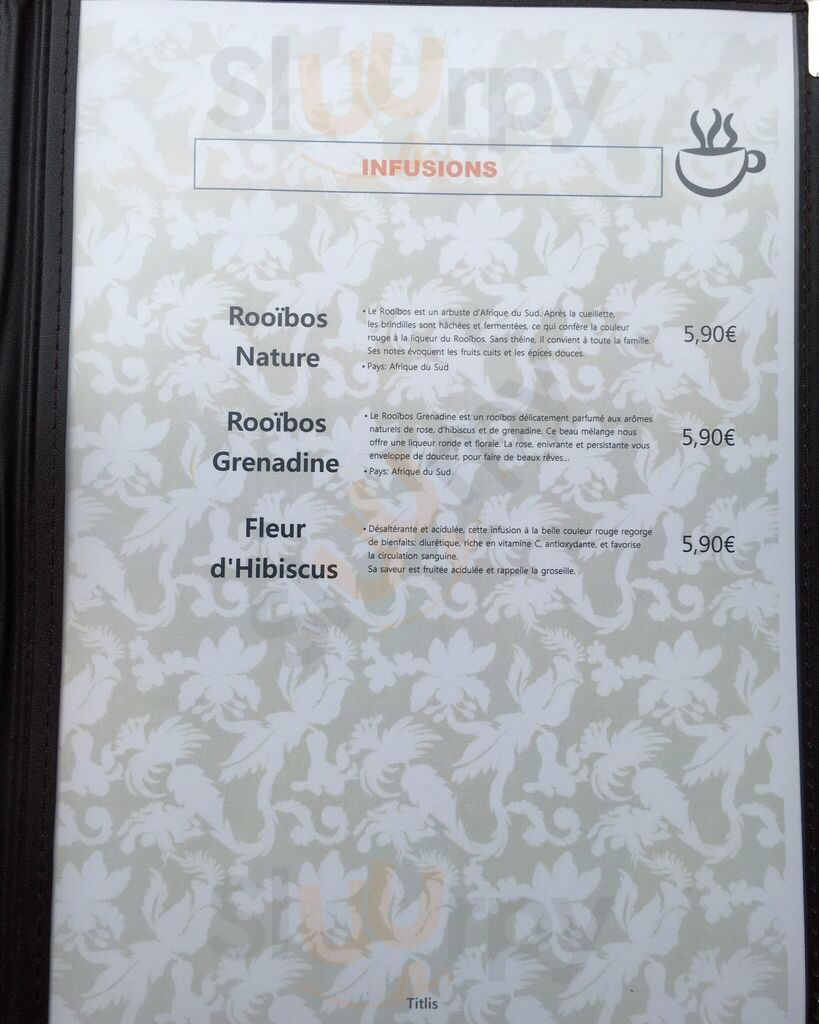 Sluurpy
INFUSIONS
Rooïbos
Nature
• Le Rooïbos est un arbuste d'Afrique du Sud. Après la cueillette,
les brindilles sont hâchées et fermentées, ce qui confère la couleur
rouge à la liqueur du Rooïbos. Sans théine, il convient à toute la famille.
Ses notes évoquent les fruits cuits et les épices douces.
• Pays: Afrique du Sud
5,90€
Rooïbos
Grenadine
• Le Rooïbos Grenadine est un rooïbos délicatement parfumé aux arômes
naturels de rose, d'hibiscus et de grenadine. Ce beau mélange nous
offre une liqueur ronde et florale. La rose, enivrante et persistante vous
enveloppe de douceur, pour faire de beaux rêves...
• Pays: Afrique du Sud
5,90€
Fleur
d'Hibiscus
• Désaltérante et acidulée, cette infusion à la belle couleur rouge regorge
de bienfaits: diurétique, riche en vitamine C, antioxydante, et favorise
la circulation sanguine.
Sa saveur est fruitée acidulée et rappelle la groseille.
5,90€
Sluurpy
Sluurpy
Titlis